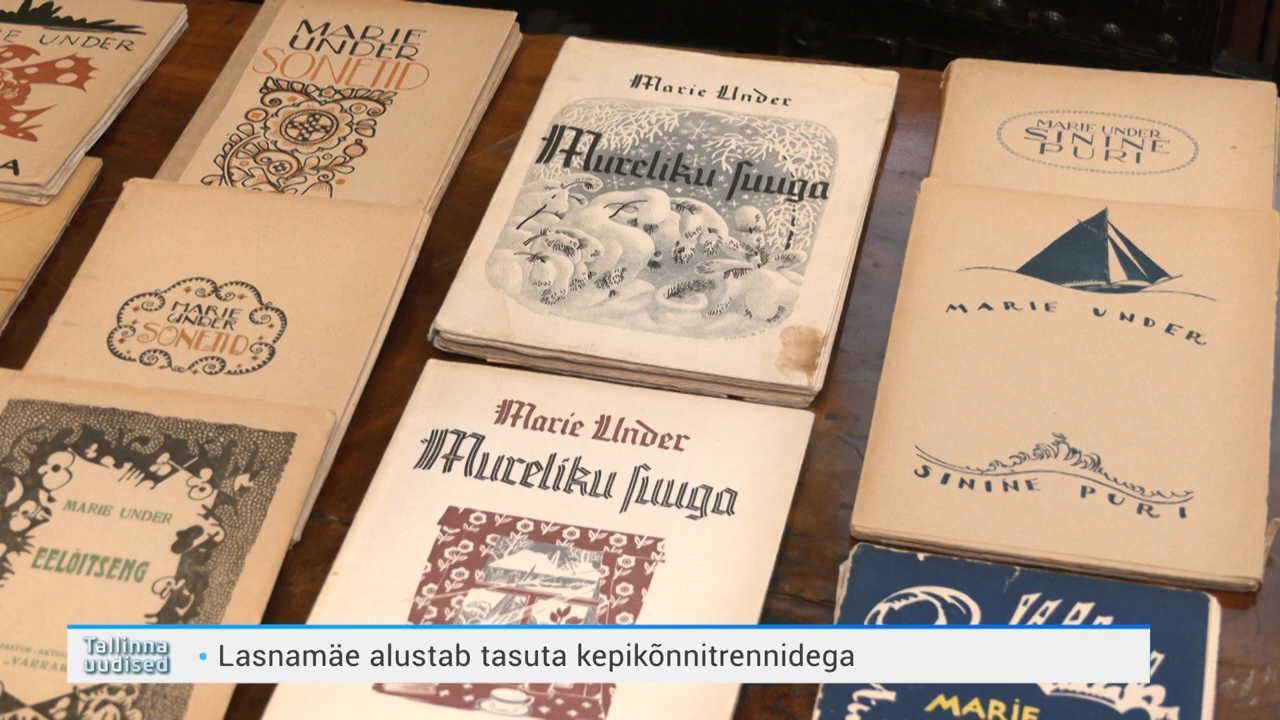 E UNDER
A
MARIE
UNDER
SONETID
Marie Under
Mureliku suuga
MARIE UNDER
SININE
PURI
MARIE
UNDER
SONETID
MARIE UNDER
SININE PURI
Marie Under
Mureliku suuga
MARIE UNDER
EELÕITSENG
MARIE
Tallinna
uudised
• Lasnamäe alustab tasuta kepikõnnitrennidega